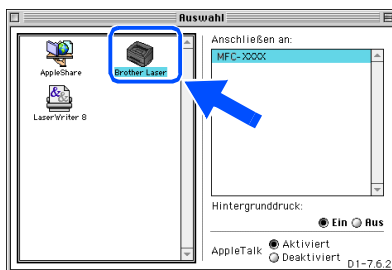 Auswahl
AppleShare
Brother Laser
LaserWriter 8
Anschließen an:
MFC-XXXX
Hintergrunddruck:
Ein Aus
AppleTalk
Aktiviert
Deaktiviert
D1-7.6.2